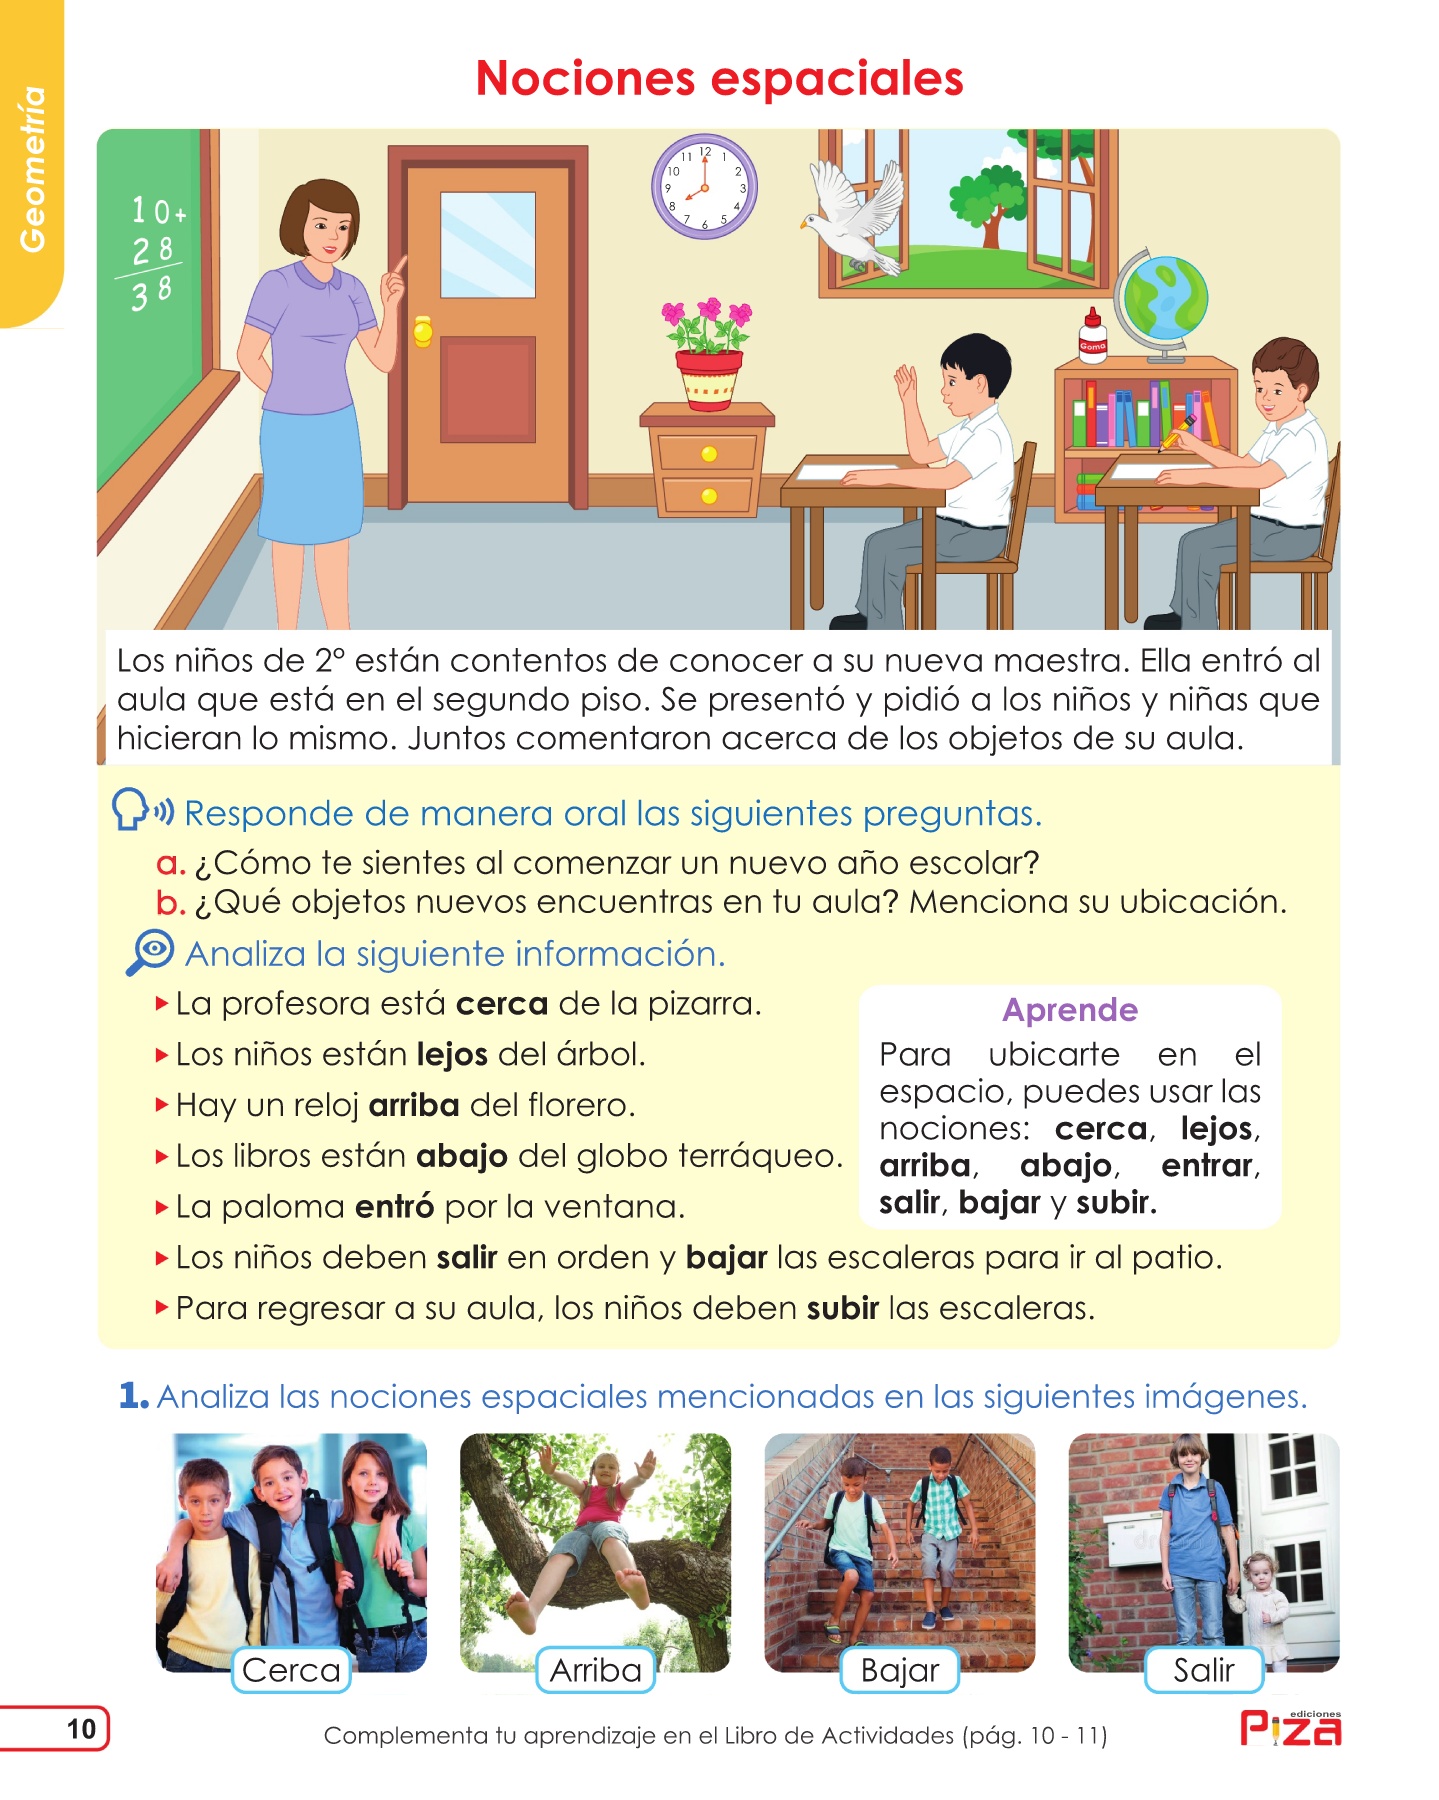 Geometría
Nociones espaciales
10+
28
38
12
1
2
3
4
5
6
7
8
9
10
11
Goma
Los niños de 2° están contentos de conocer a su nueva maestra. Ella entró al
aula que está en el segundo piso. Se presentó y pidió a los niños y niñas que
hicieran lo mismo. Juntos comentaron acerca de los objetos de su aula.
Responde de manera oral las siguientes preguntas.
a. ¿Cómo te sientes al comenzar un nuevo año escolar?
b. ¿Qué objetos nuevos encuentras en tu aula? Menciona su ubicación.
Analiza la siguiente información.
La profesora está cerca de la pizarra.
Los niños están lejos del árbol.
Hay un reloj arriba del florero.
Los libros están abajo del globo terráqueo.
La paloma entró por la ventana.
Los niños deben salir en orden y bajar las escaleras para ir al patio.
Para regresar a su aula, los niños deben subir las escaleras.
Aprende
Para ubicarte en el
espacio, puedes usar las
nociones: cerca, lejos,
arriba, abajo, entrar,
salir, bajar y subir.
1. Analiza las nociones espaciales mencionadas en las siguientes imágenes.
Cerca
Arriba
Bajar
Salir
10
Complementa tu aprendizaje en el Libro de Actividades (pág. 10 - 11)
ediciones
Piza